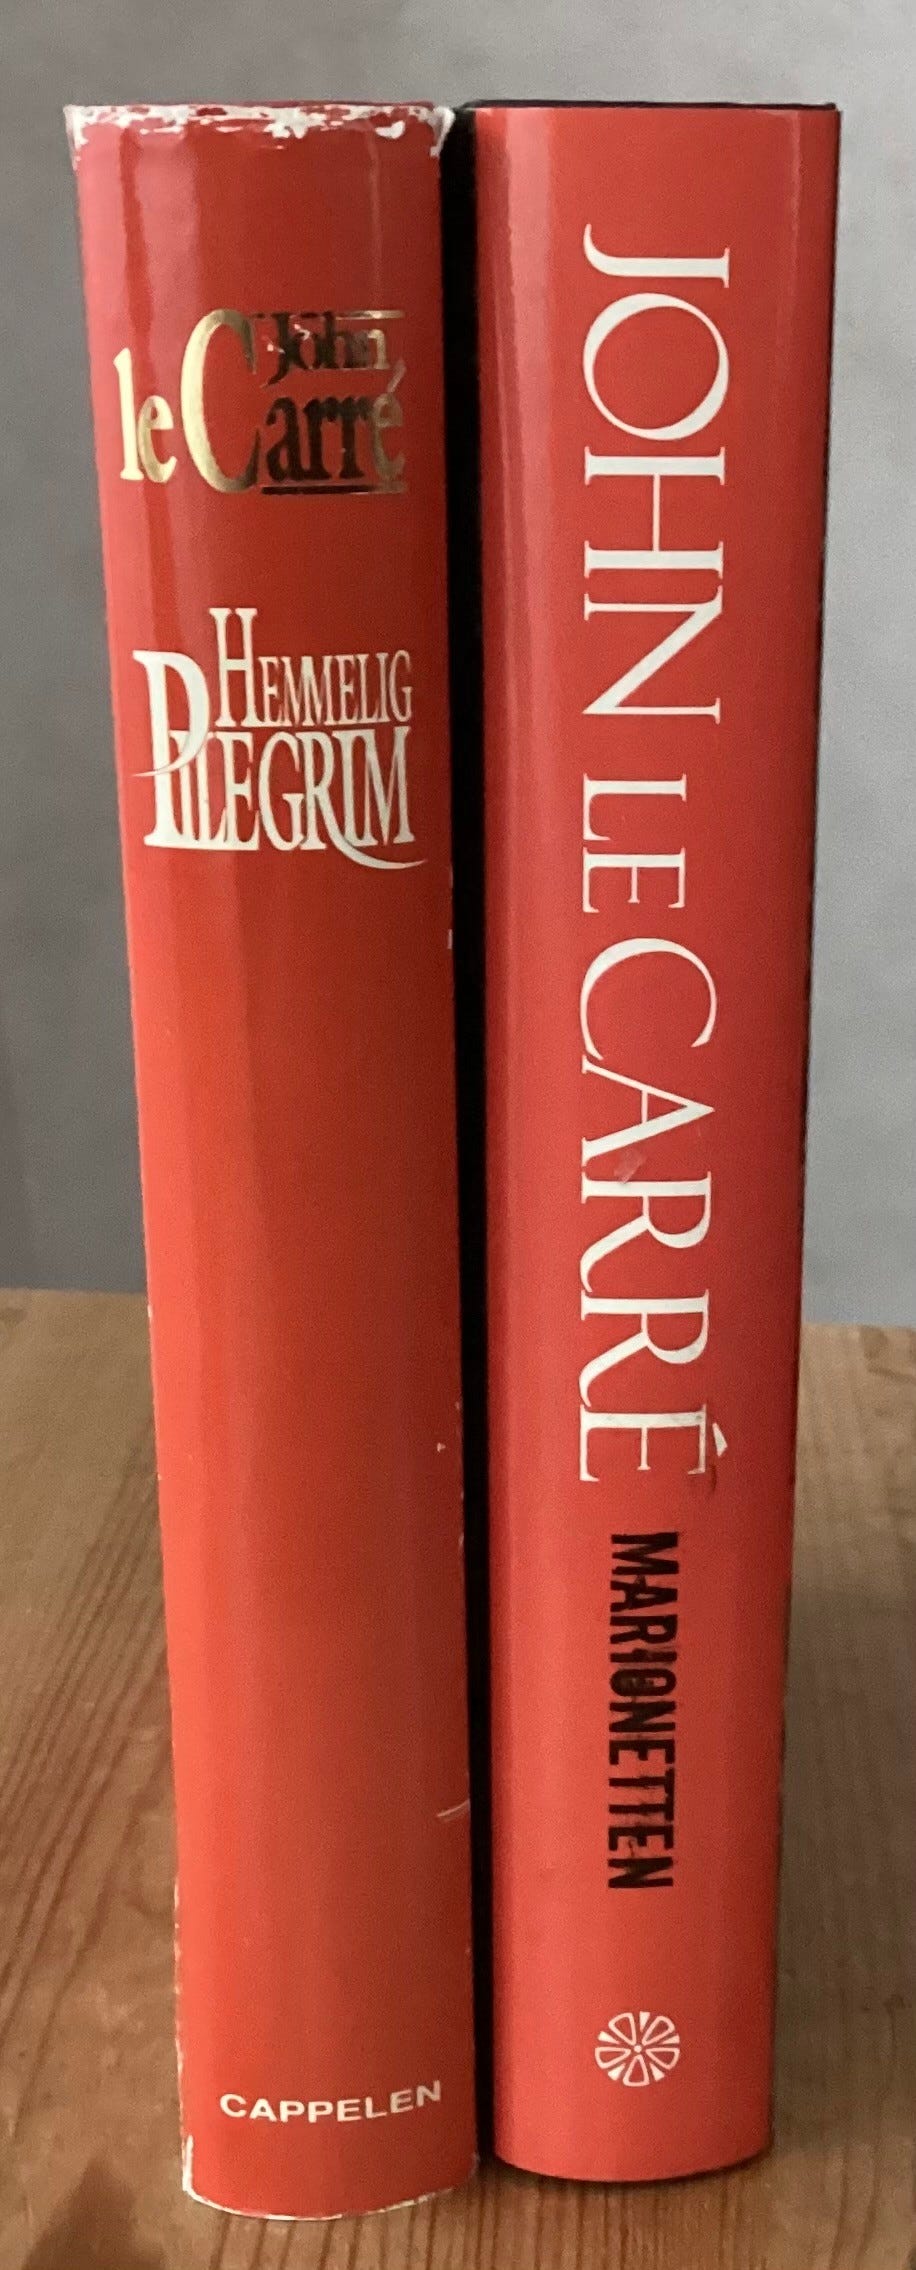 John
le Carré
HEMMELIG
PILEGRIM
CAPPELEN
JOHN LE CARRÉ
MARIONETTEN